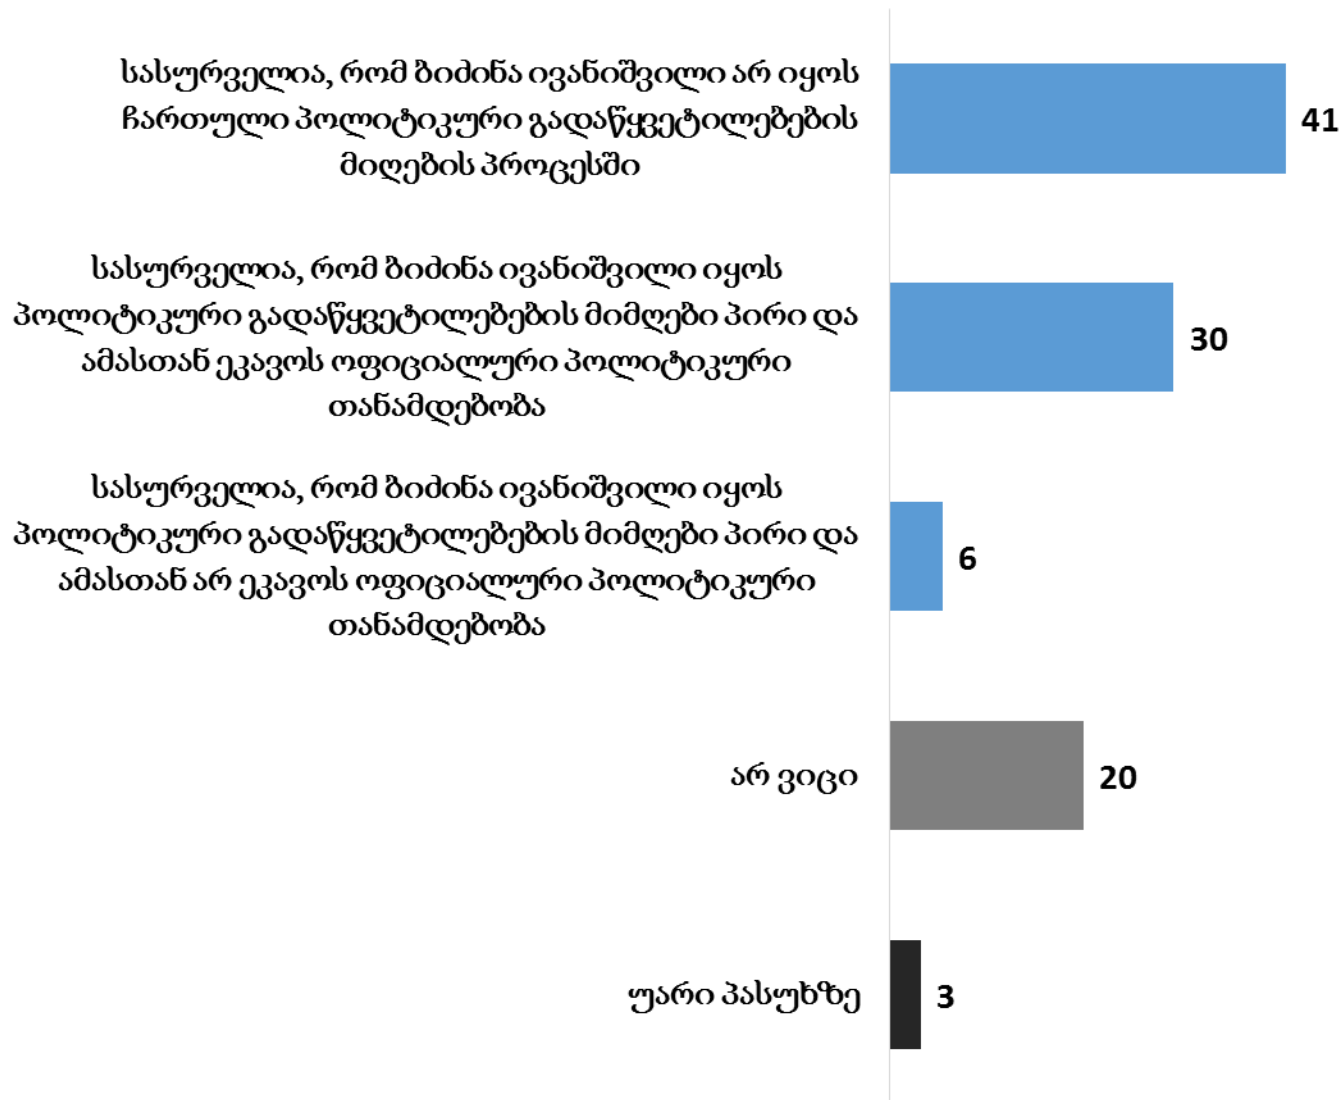 სასურველია, რომ ბიძინა ივანიშვილი არ იყოს
ჩართული პოლიტიკური გადაწყვეტილებების
მიღების პროცესში
41
სასურველია, რომ ბიძინა ივანიშვილი იყოს
პოლიტიკური გადაწყვეტილებების მიმღები პირი და
ამასთან ეკავოს ოფიციალური პოლიტიკური
თანამდებობა
30
სასურველია, რომ ბიძინა ივანიშვილი იყოს
პოლიტიკური გადაწყვეტილებების მიმღები პირი და
ამასთან არ ეკავოს ოფიციალური პოლიტიკური
თანამდებობა
6
არ ვიცი
20
უარი პასუხზე
3